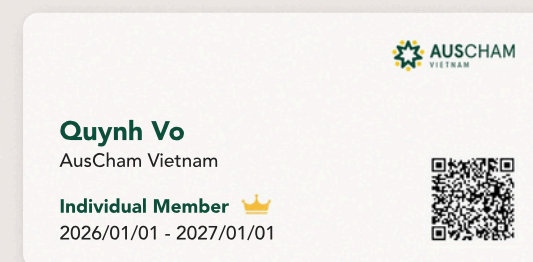 AUSCHAM
VIETNAM
Quynh Vo
AusCham Vietnam
Individual Member
2026/01/01 - 2027/01/01